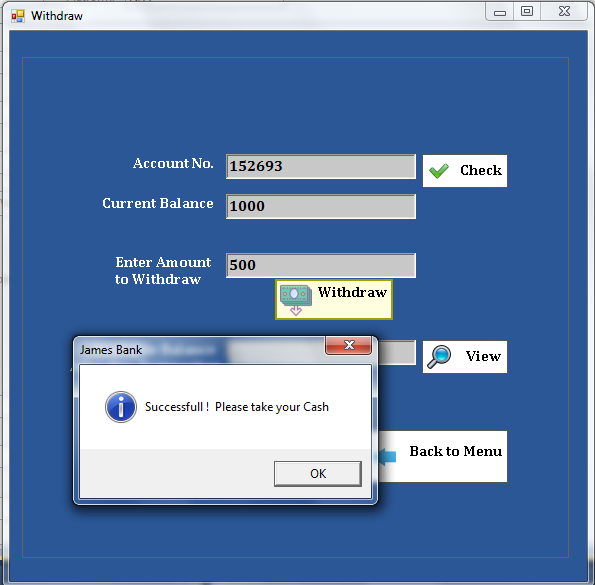 Withdraw
Account No.
152693
Check
Current Balance
1000
Enter Amount
to Withdraw
500
Withdraw
James Bank
View
Successfull ! Please take your Cash
Back to Menu
OK